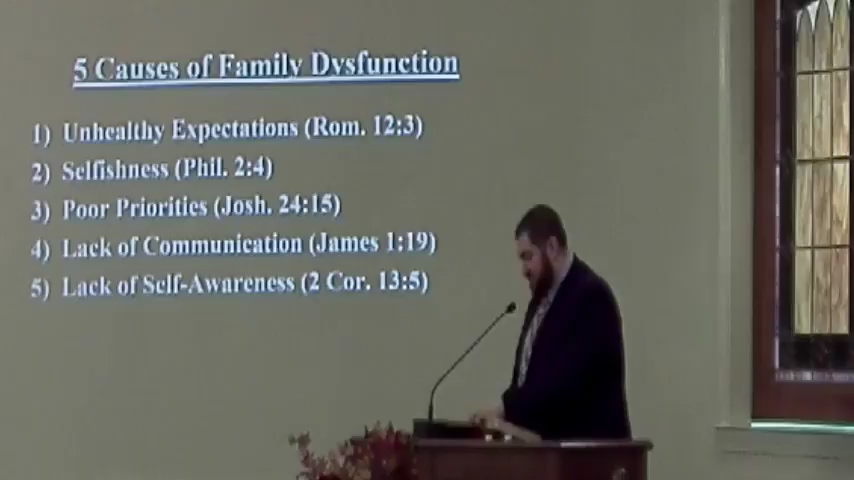 5 Causes of Family Dysfunction
1) Unhealthy Expectations (Rom. 12:3)
2) Selfishness (Phil. 2:4)
3) Poor Priorities (Josh. 24:15)
4) Lack of Communication (James 1:19)
5) Lack of Self-Awareness (2 Cor. 13:5)